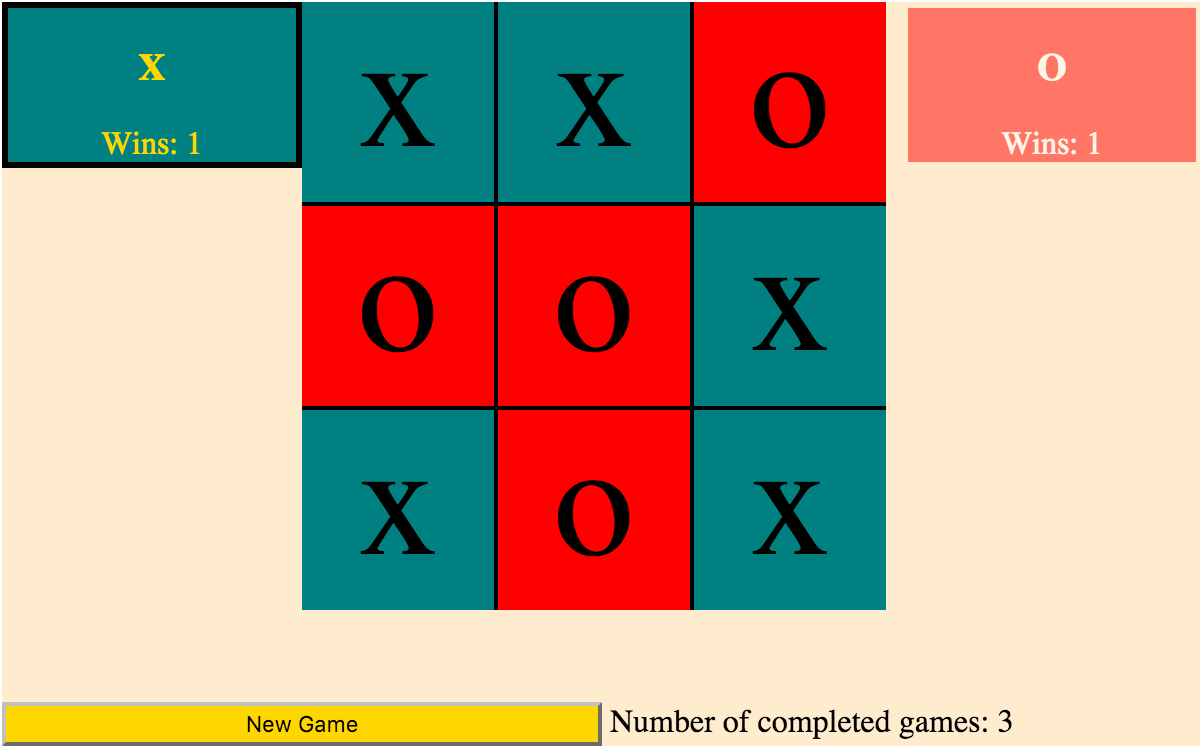 x
Wins: 1
X X O
O O X
X O X
o
Wins: 1
New Game
Number of completed games: 3